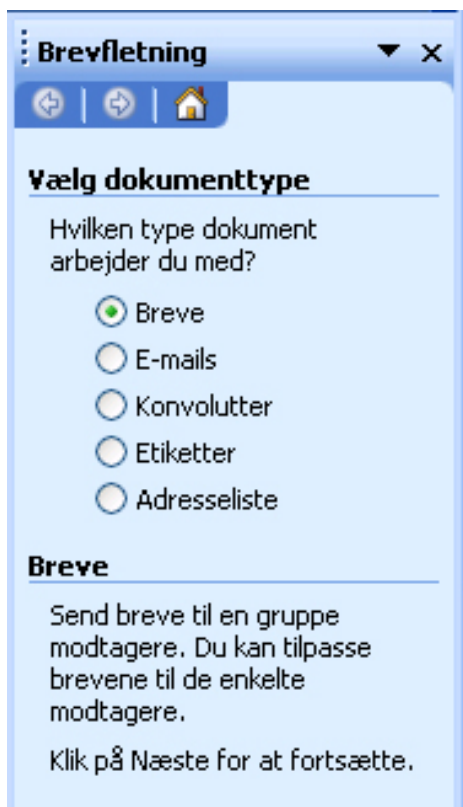 Brevfletning
Vælg dokumenttype
Hvilken type dokument
arbejder du med?
Breve
E-mails
Konvolutter
Etiketter
Adresseliste
Breve
Send breve til en gruppe
modtagere. Du kan tilpasse
brevene til de enkelte
modtagere.
Klik på Næste for at fortsætte.